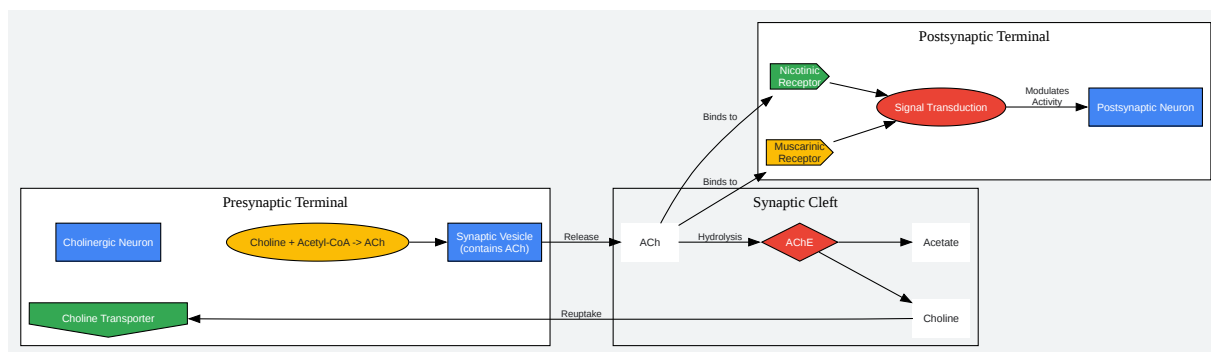 Postsynaptic Terminal
Nicotinic
Receptor
Signal Transduction
Modulates
Activity
Postsynaptic Neuron
Binds to
Muscarinic
Receptor
Binds to
Presynaptic Terminal
Synaptic Cleft
Cholinergic Neuron
Choline + Acetyl-CoA -> ACh
Synaptic Vesicle
(contains ACh)
Release
ACh
Hydrolysis
AChE
Acetate
Choline Transporter
Reuptake
Choline